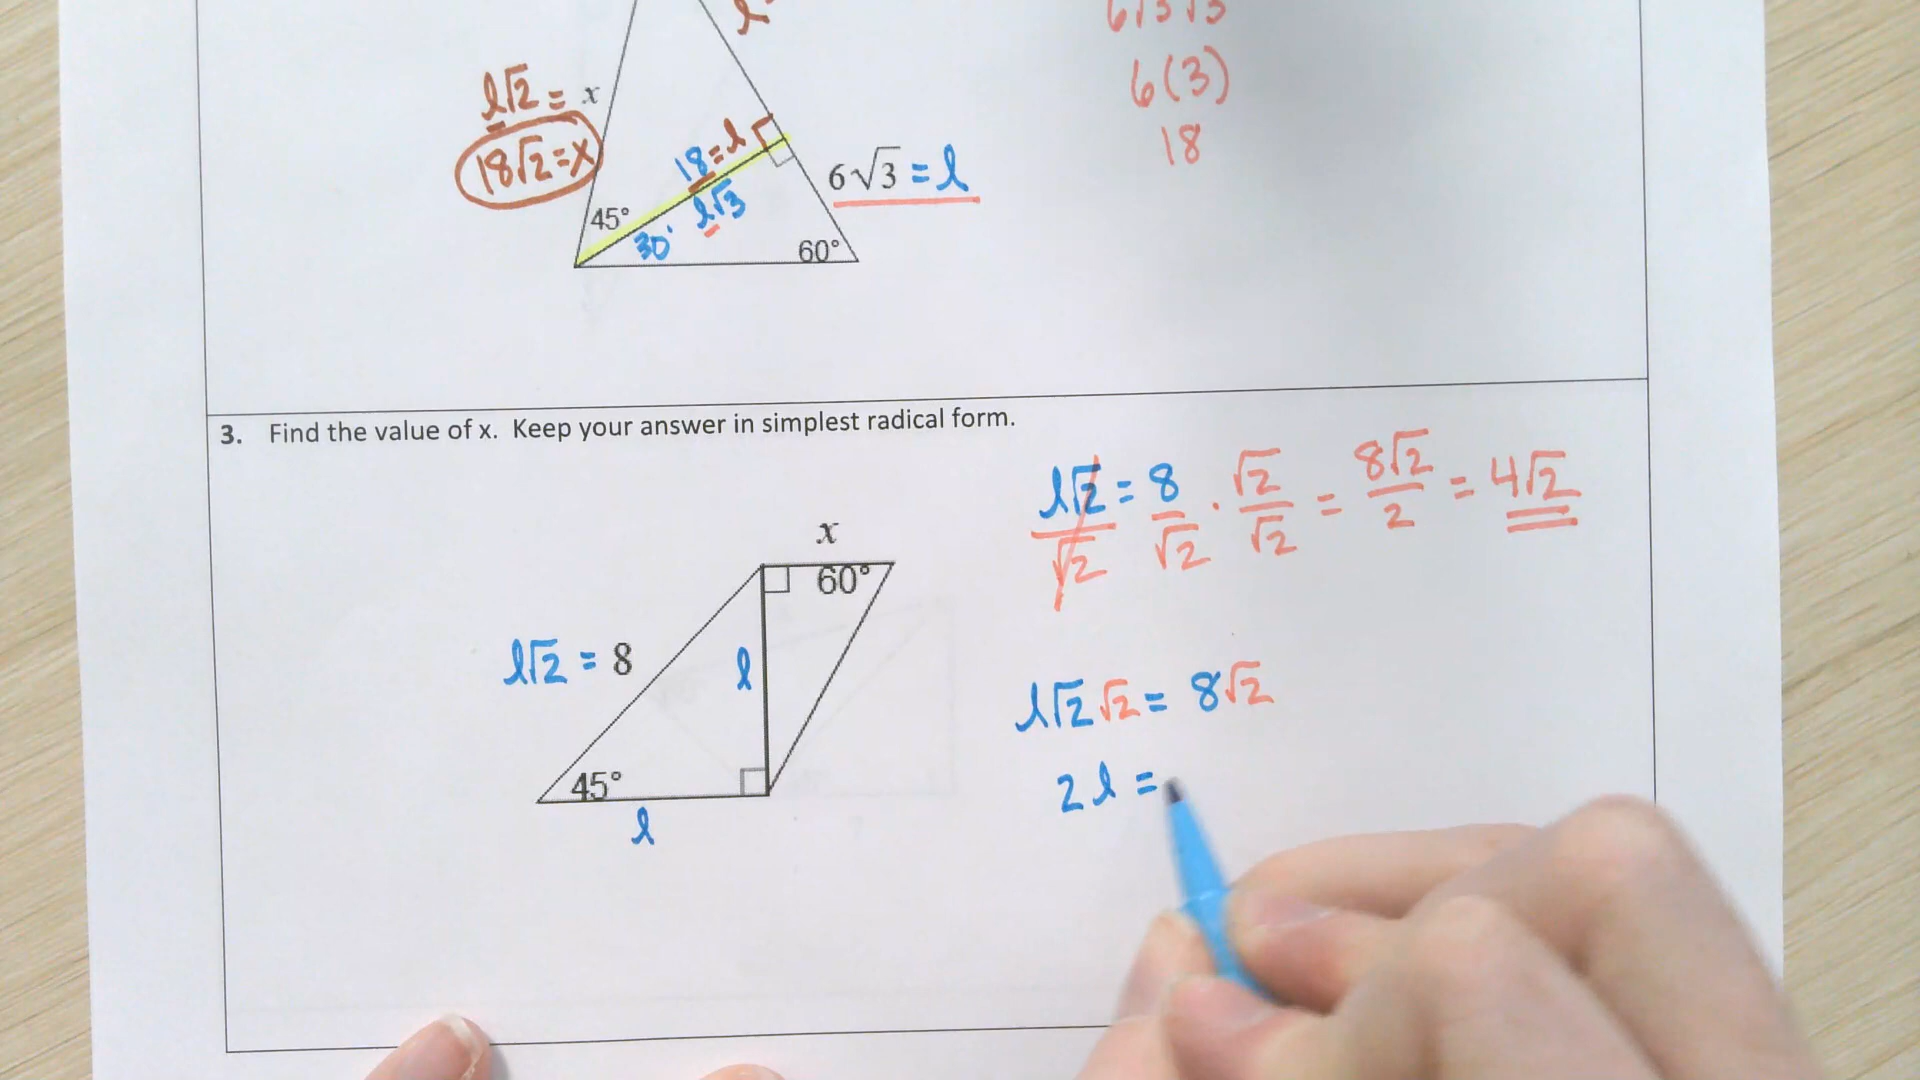 6√3√3
l√2 = x
6(3)
18√2=x
18=l
18
6√3 = l
l√3
45°
30°
60°
3. Find the value of x. Keep your answer in simplest radical form.
l√2 = 8 · √2 = 8√2 = 4√2
√2 √2 √2 2
x
60°
l√2 = 8
l
l√2√2 = 8√2
45°
2l =
l